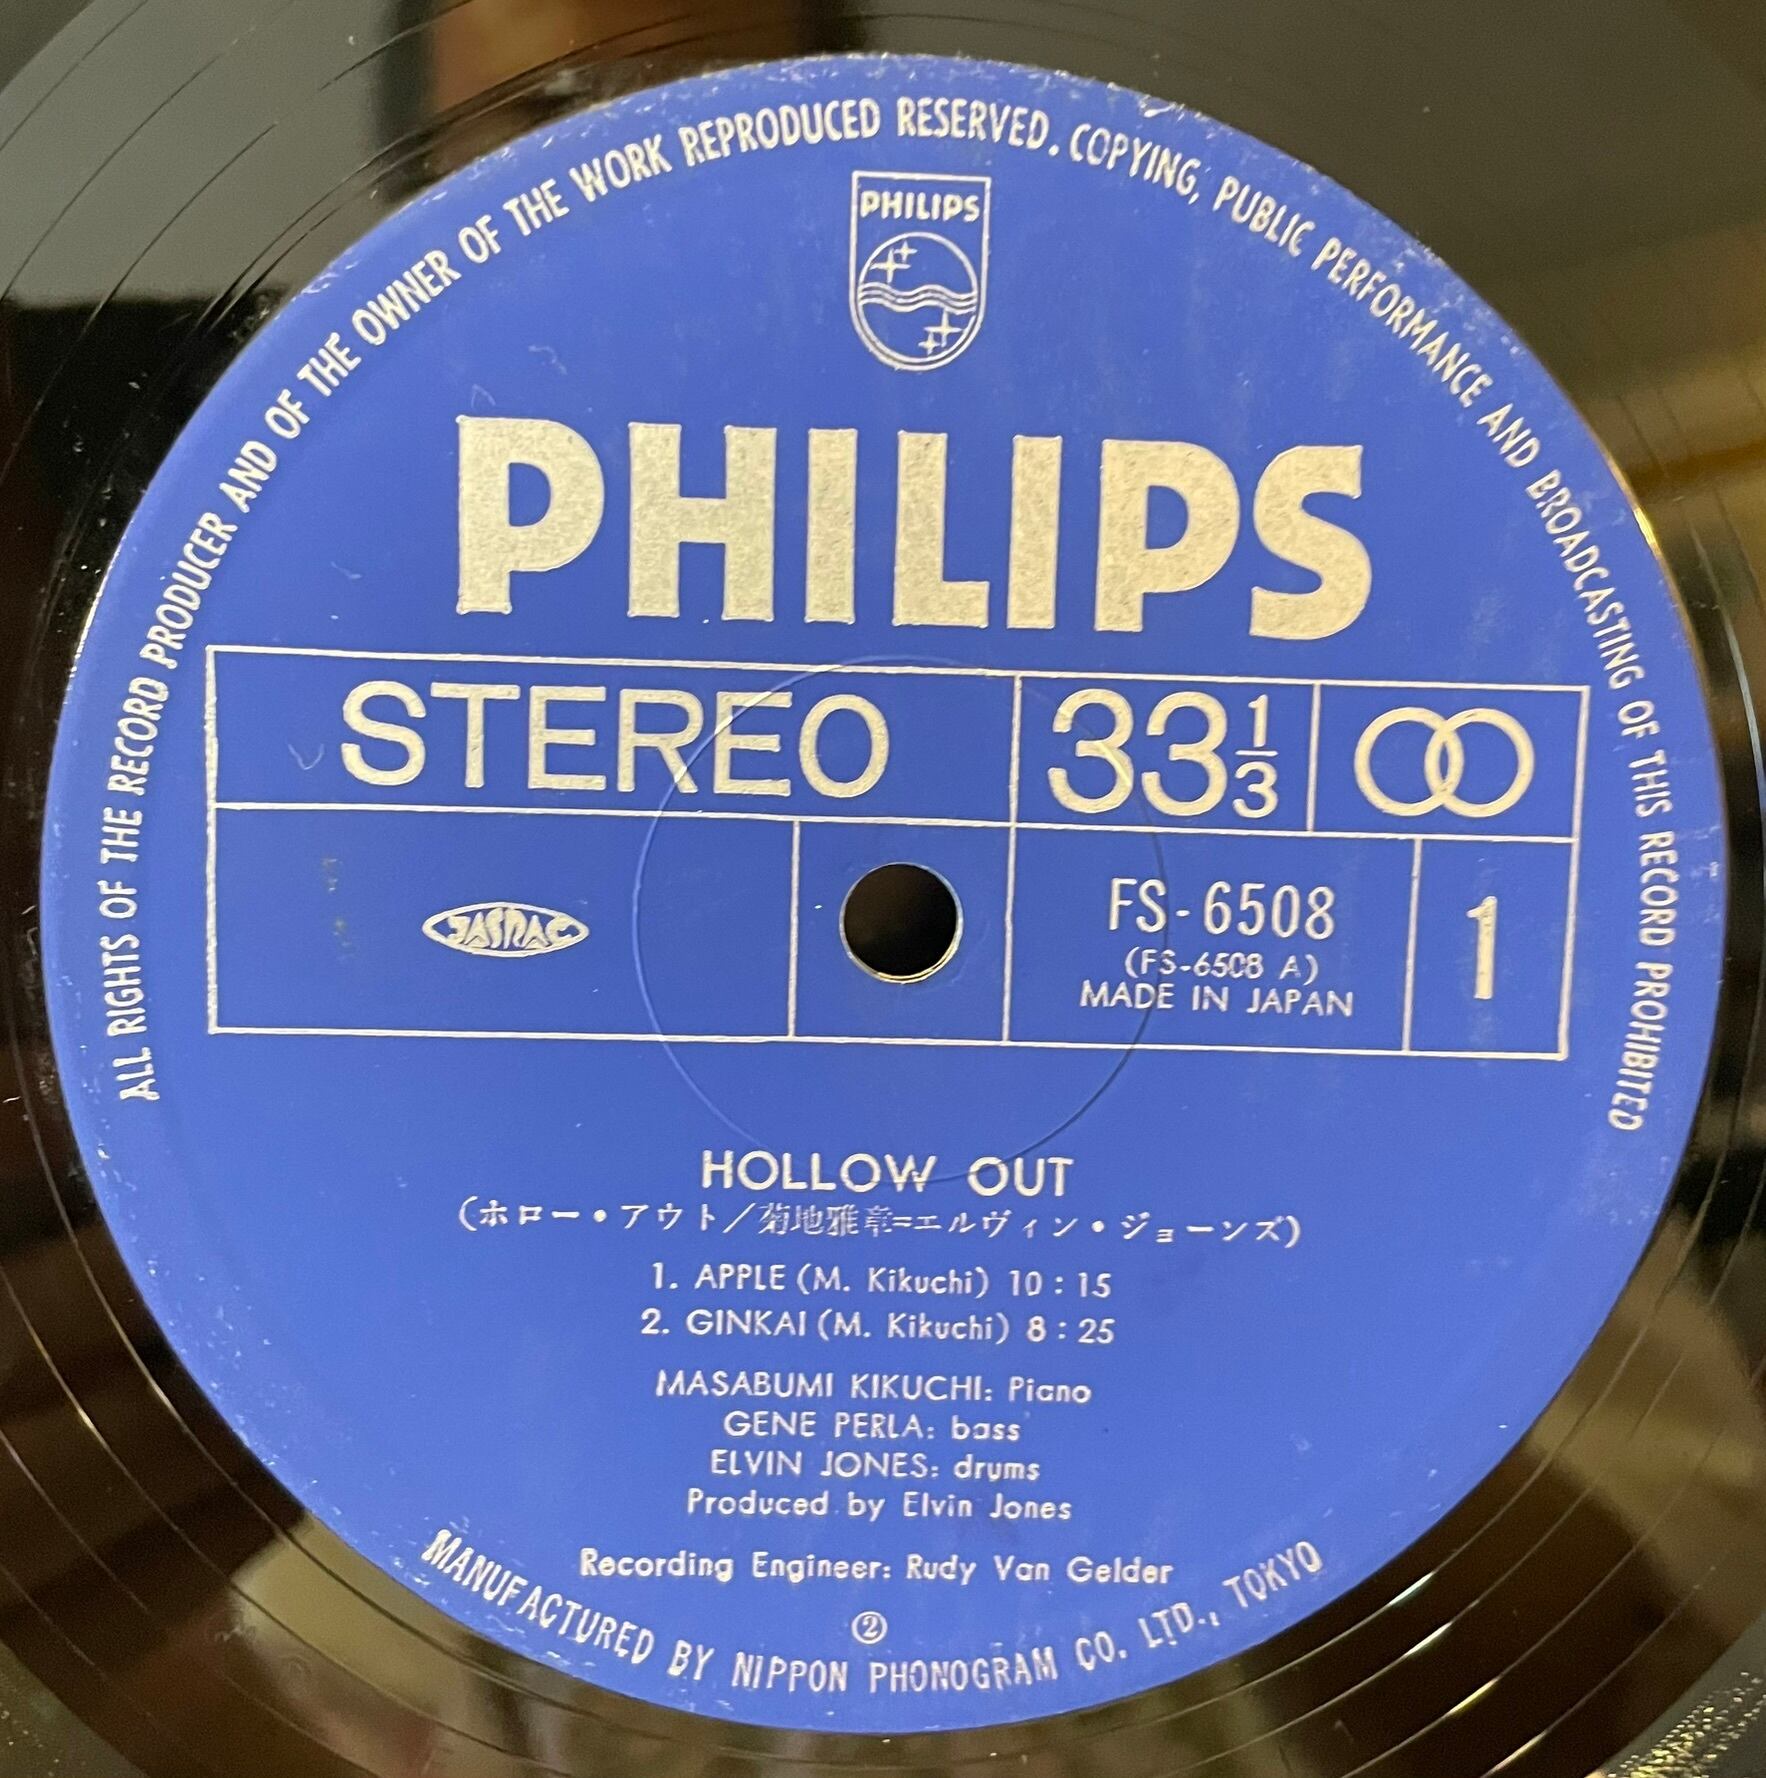 ALL RIGHTS OF THE RECORD PRODUCER AND OF THE OWNER OF THE WORK REPRODUCED RESERVED. COPYING, PUBLIC PERFORMANCE AND BROADCASTING OF THIS RECORD PROHIBITED
PHILIPS
PHILIPS
STEREO 33 1/3
JASRAC
FS-6508
(FS-6508 A)
MADE IN JAPAN
1
HOLLOW OUT
(ホロー・アウト/菊地雅章=エルヴィン・ジョーンズ)
1. APPLE (M. Kikuchi) 10 : 15
2. GINKAI (M. Kikuchi) 8 : 25
MASABUMI KIKUCHI: Piano
GENE PERLA: bass
ELVIN JONES: drums
Produced by Elvin Jones
Recording Engineer: Rudy Van Gelder
②
MANUFACTURED BY NIPPON PHONOGRAM CO. LTD., TOKYO